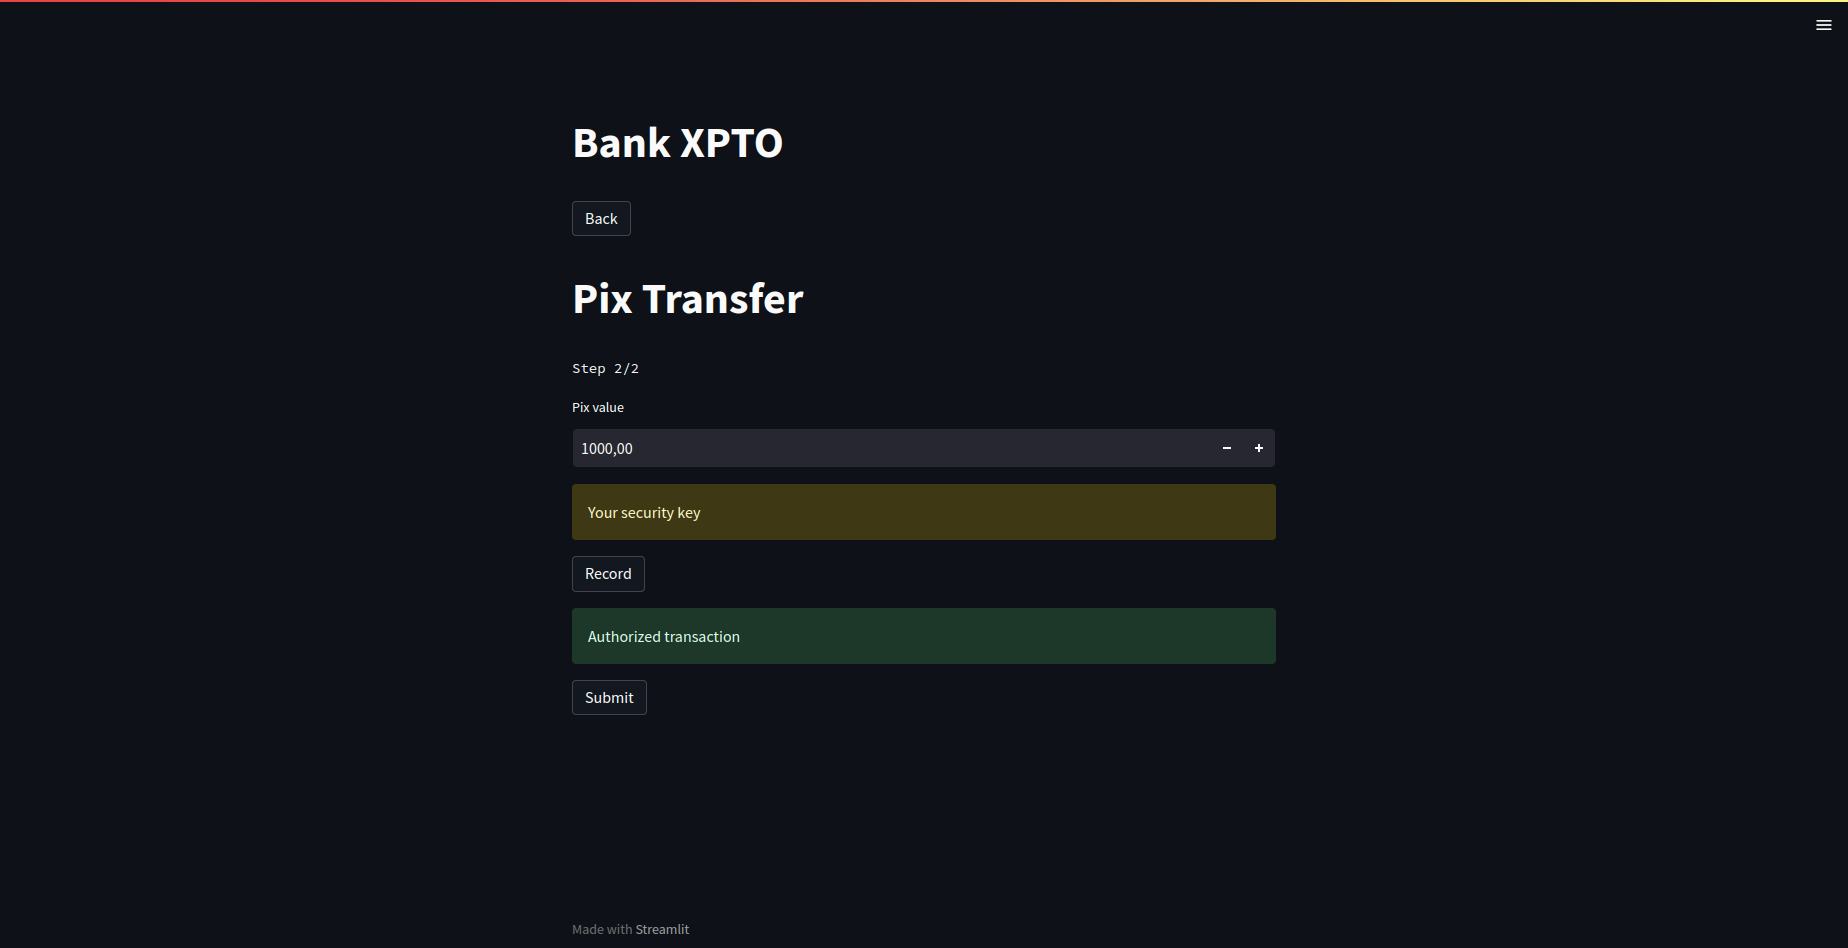 Bank XPTO
Back
Pix Transfer
Step 2/2
Pix value
1000,00
Your security key
Record
Authorized transaction
Submit
Made with Streamlit